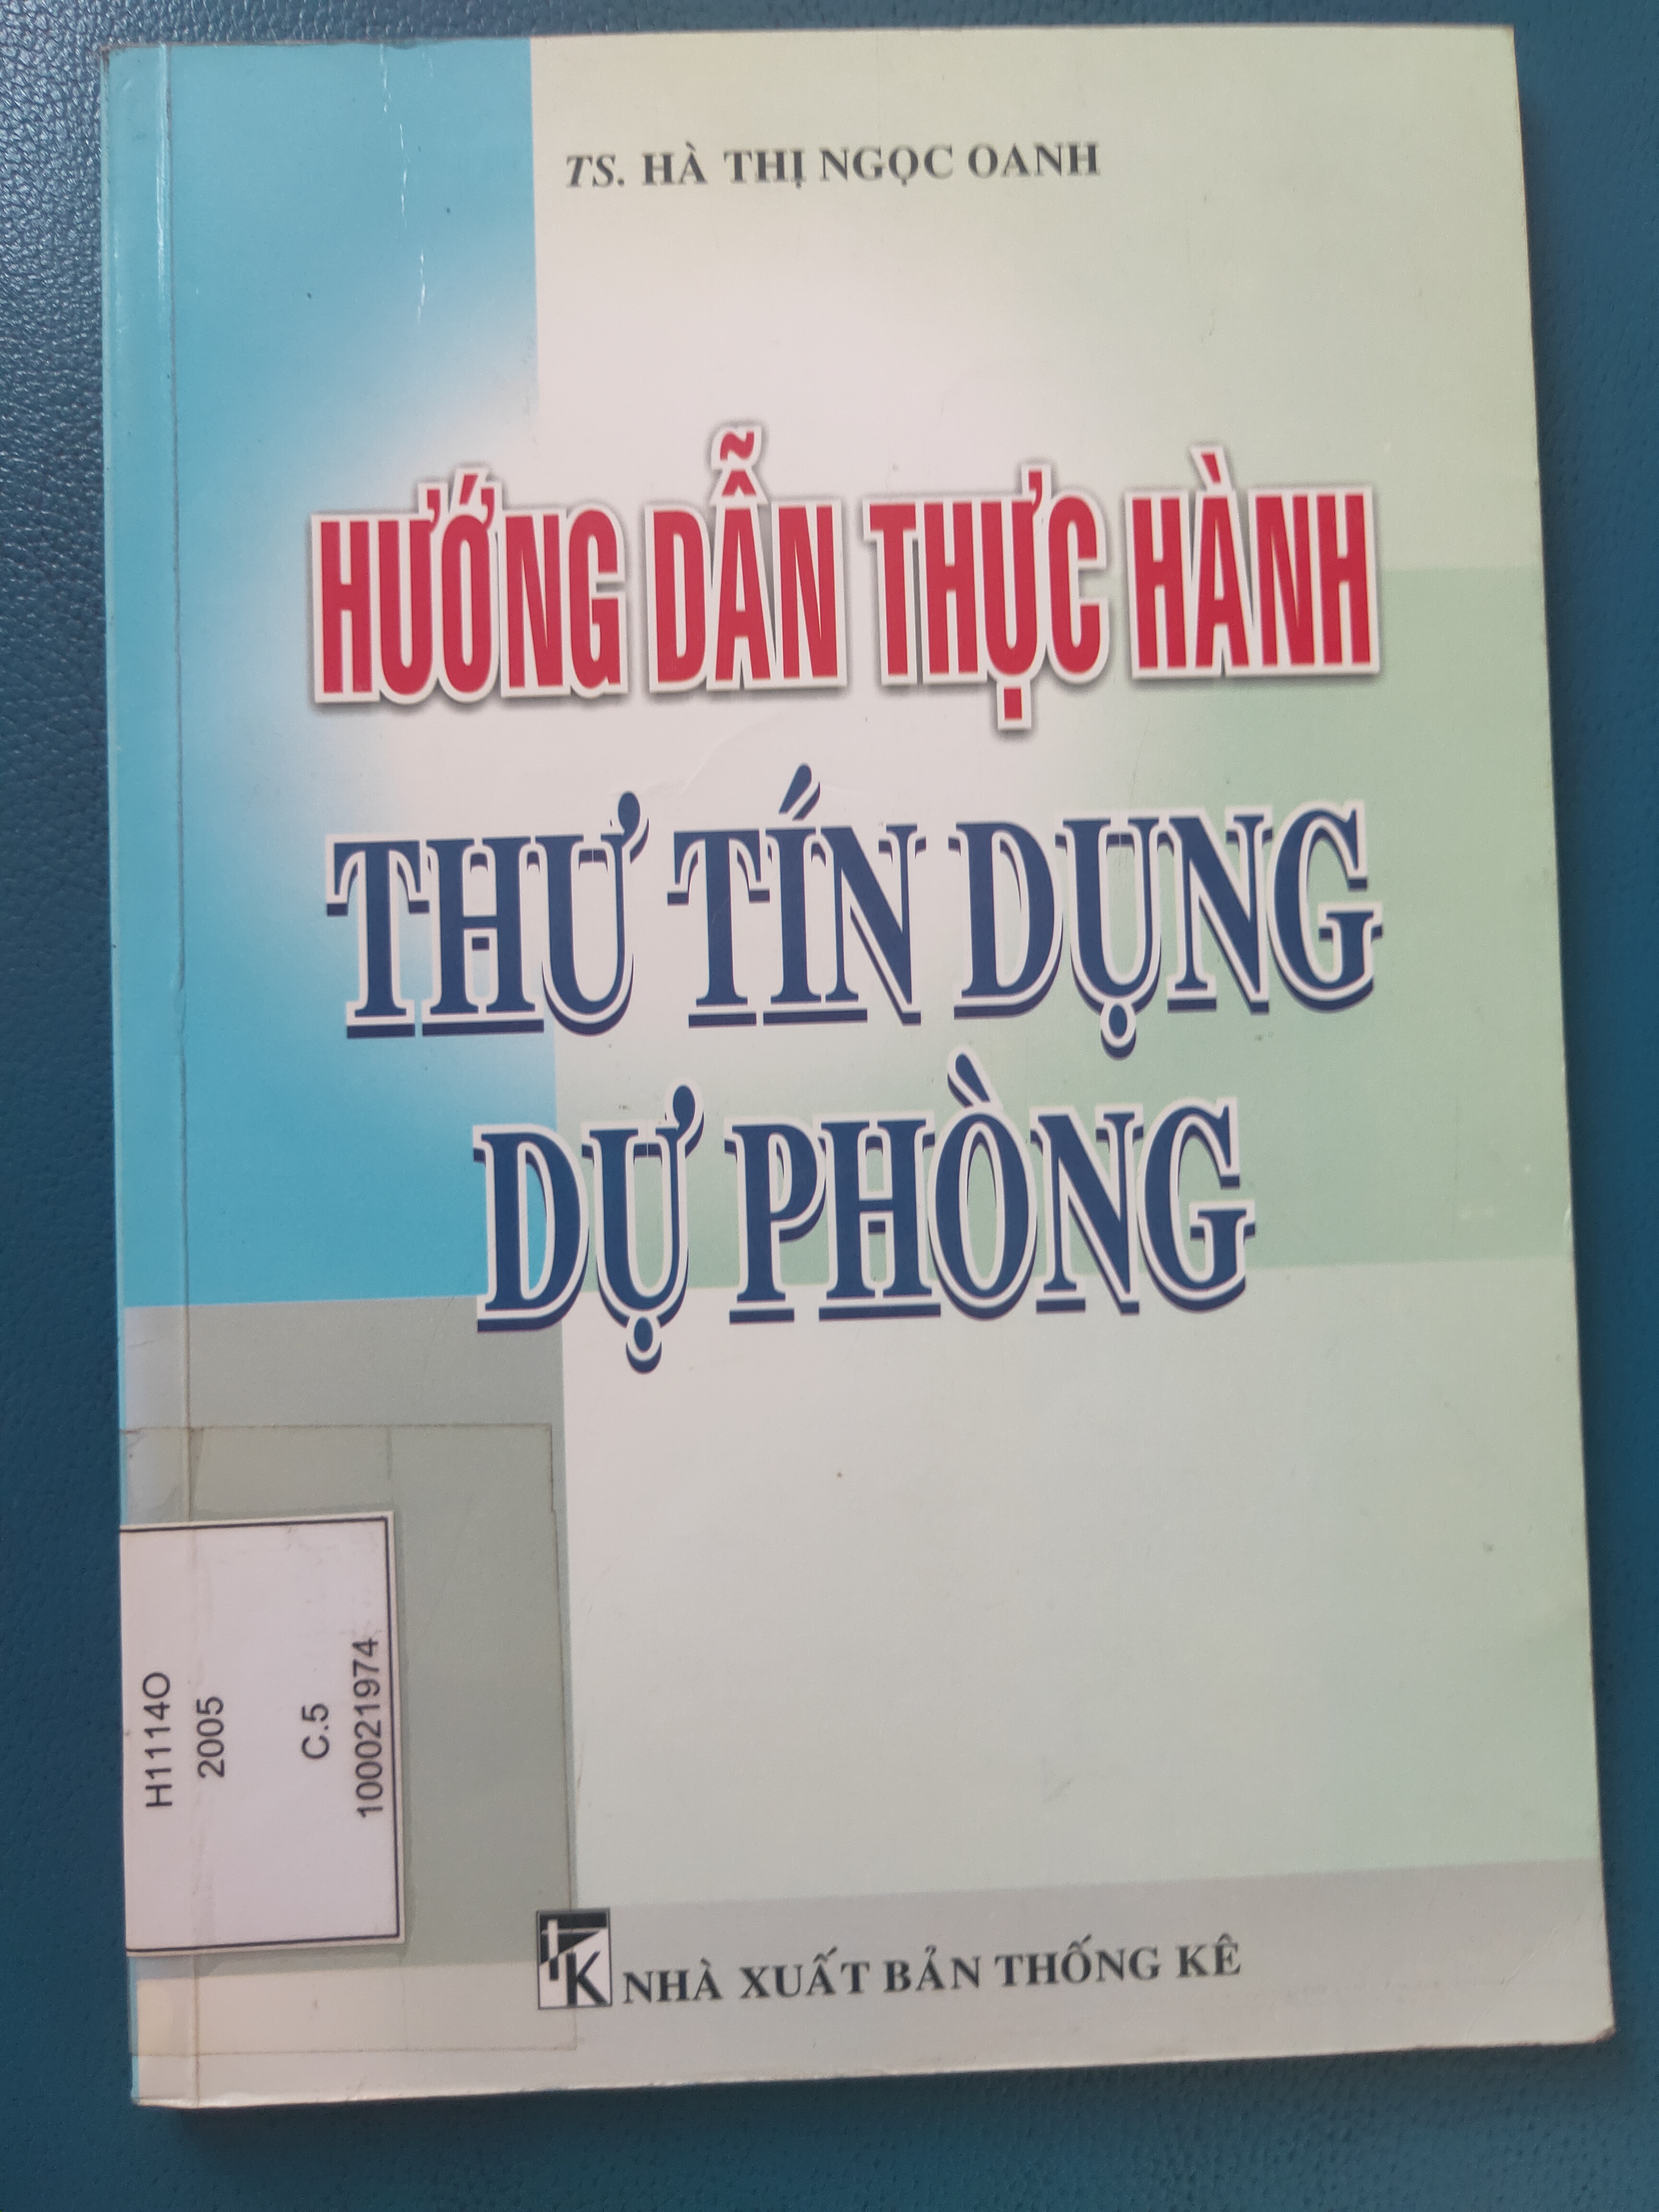 TS. HÀ THỊ NGỌC OANH
HƯỚNG DẪN THỰC HÀNH
THƯ TÍN DỤNG
DỰ PHÒNG
H1114O
2005
C.5
100021974
TK NHÀ XUẤT BẢN THỐNG KÊ